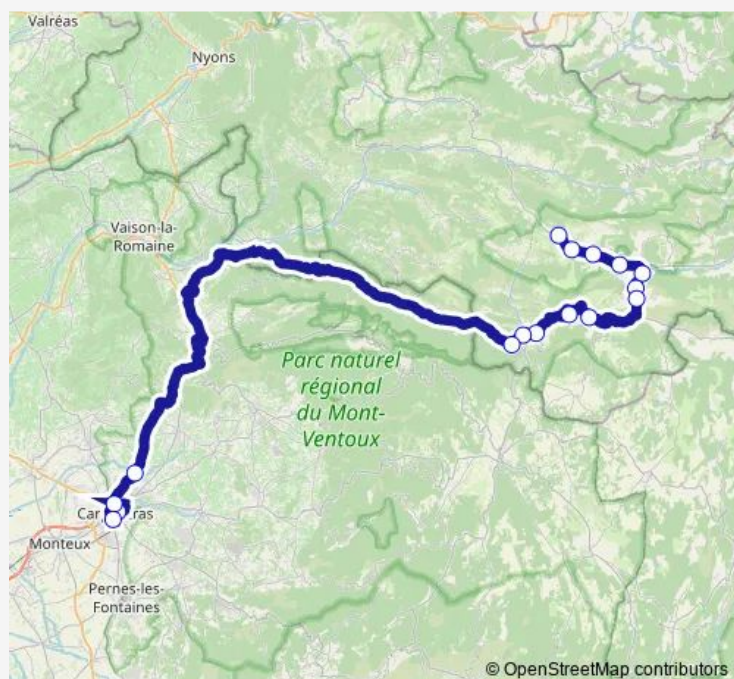 Valréas
Nyons
Vaison-la-
Romaine
Parc naturel
régional
du Mont-
Ventoux
Monteux
Pernes-les-
Fontaines
© OpenStreetMap contributors